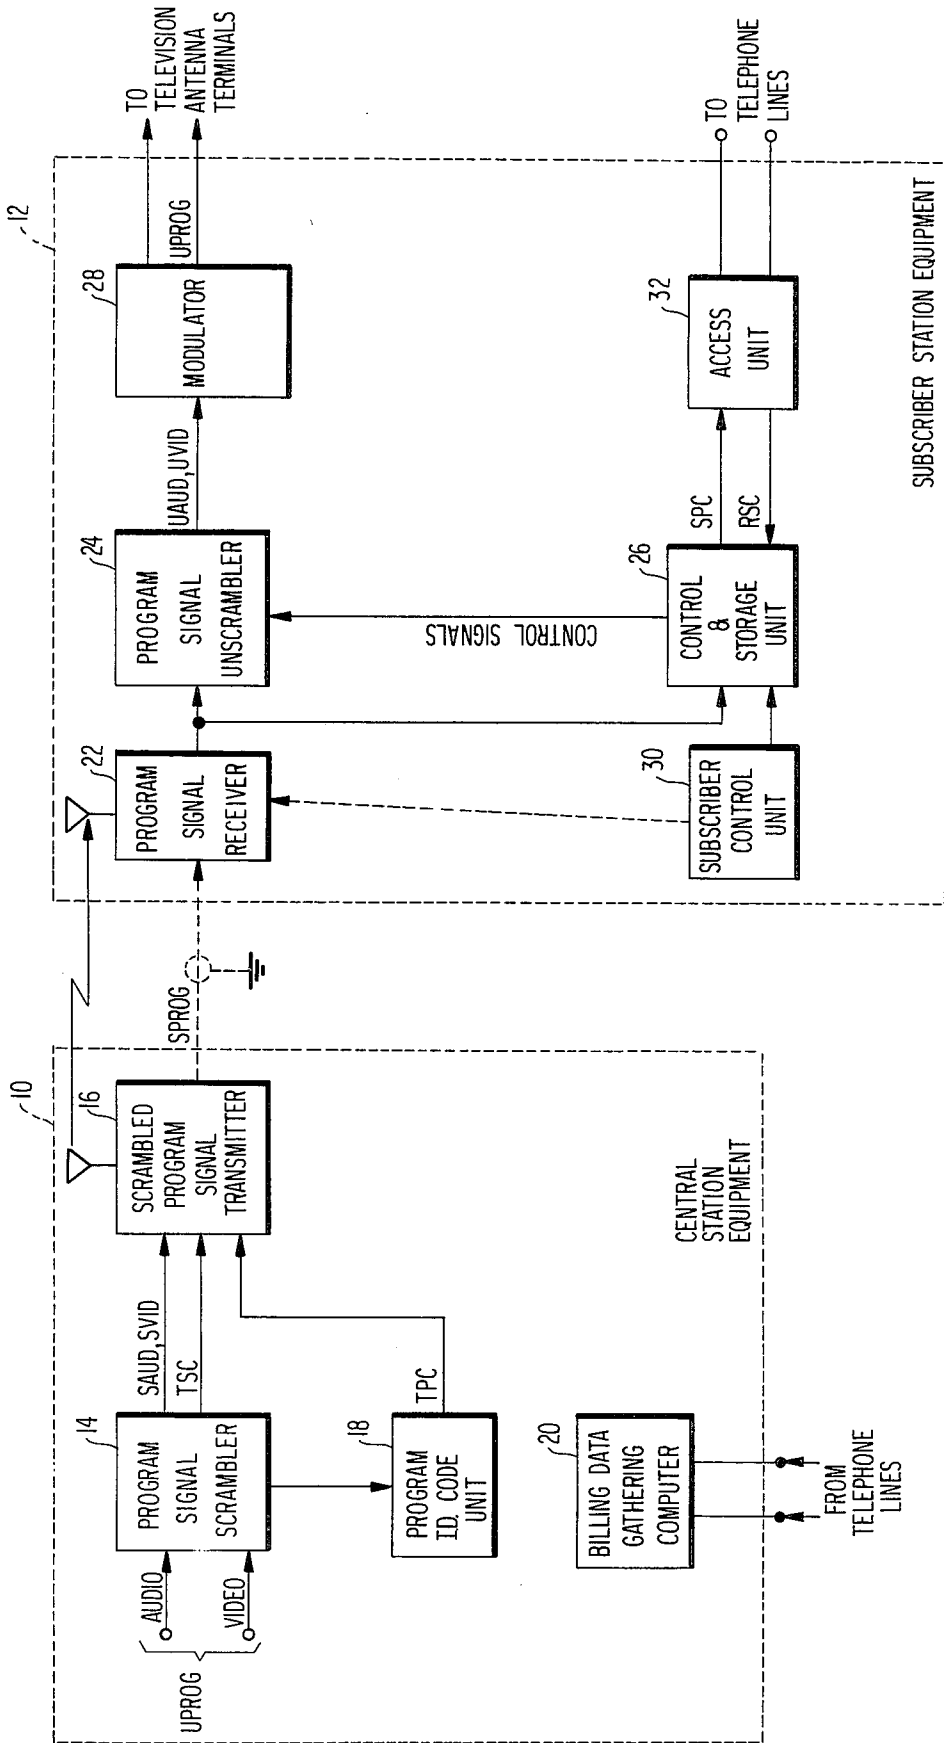 10
UPROG
AUDIO
VIDEO
14
PROGRAM
SIGNAL
SCRAMBLER
SAUD,SVID
TSC
16
SCRAMBLED
PROGRAM
SIGNAL
TRANSMITTER
18
PROGRAM
I.D. CODE
UNIT
TPC
20
BILLING DATA
GATHERING
COMPUTER
FROM
TELEPHONE
LINES
CENTRAL
STATION
EQUIPMENT
SPROG
12
22
PROGRAM
SIGNAL
RECEIVER
24
PROGRAM
SIGNAL
UNSCRAMBLER
UAUD,UVID
28
MODULATOR
UPROG
TO
TELEVISION
ANTENNA
TERMINALS
CONTROL SIGNALS
30
SUBSCRIBER
CONTROL
UNIT
26
CONTROL
&
STORAGE
UNIT
SPC
RSC
32
ACCESS
UNIT
TO
TELEPHONE
LINES
SUBSCRIBER STATION EQUIPMENT